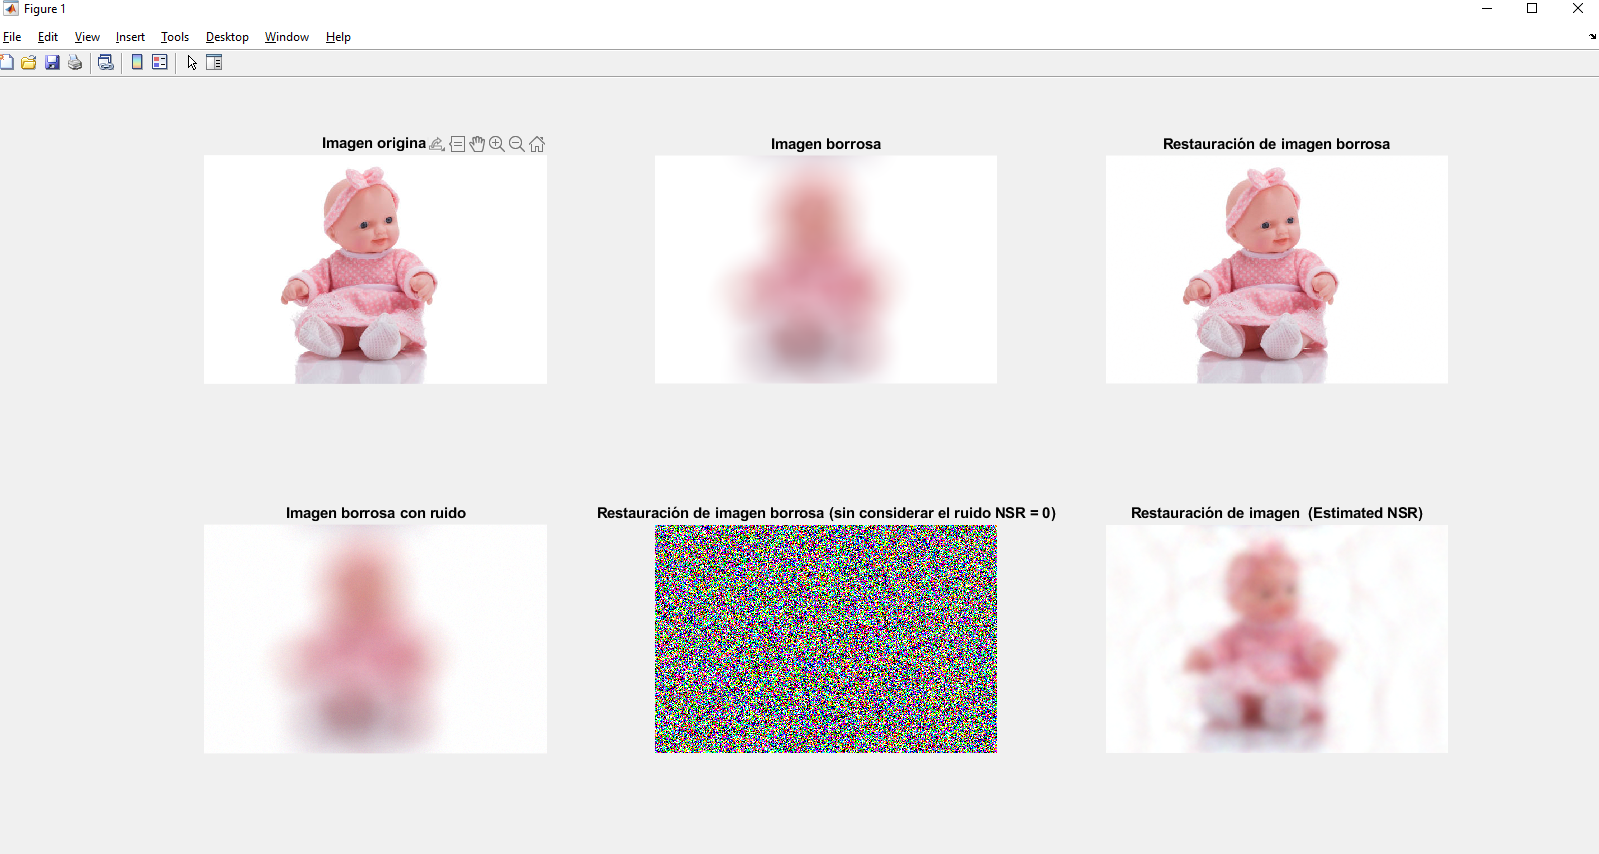 Figure 1
File Edit View Insert Tools Desktop Window Help
Imagen origina
Imagen borrosa
Restauración de imagen borrosa
Imagen borrosa con ruido
Restauración de imagen borrosa (sin considerar el ruido NSR = 0)
Restauración de imagen (Estimated NSR)